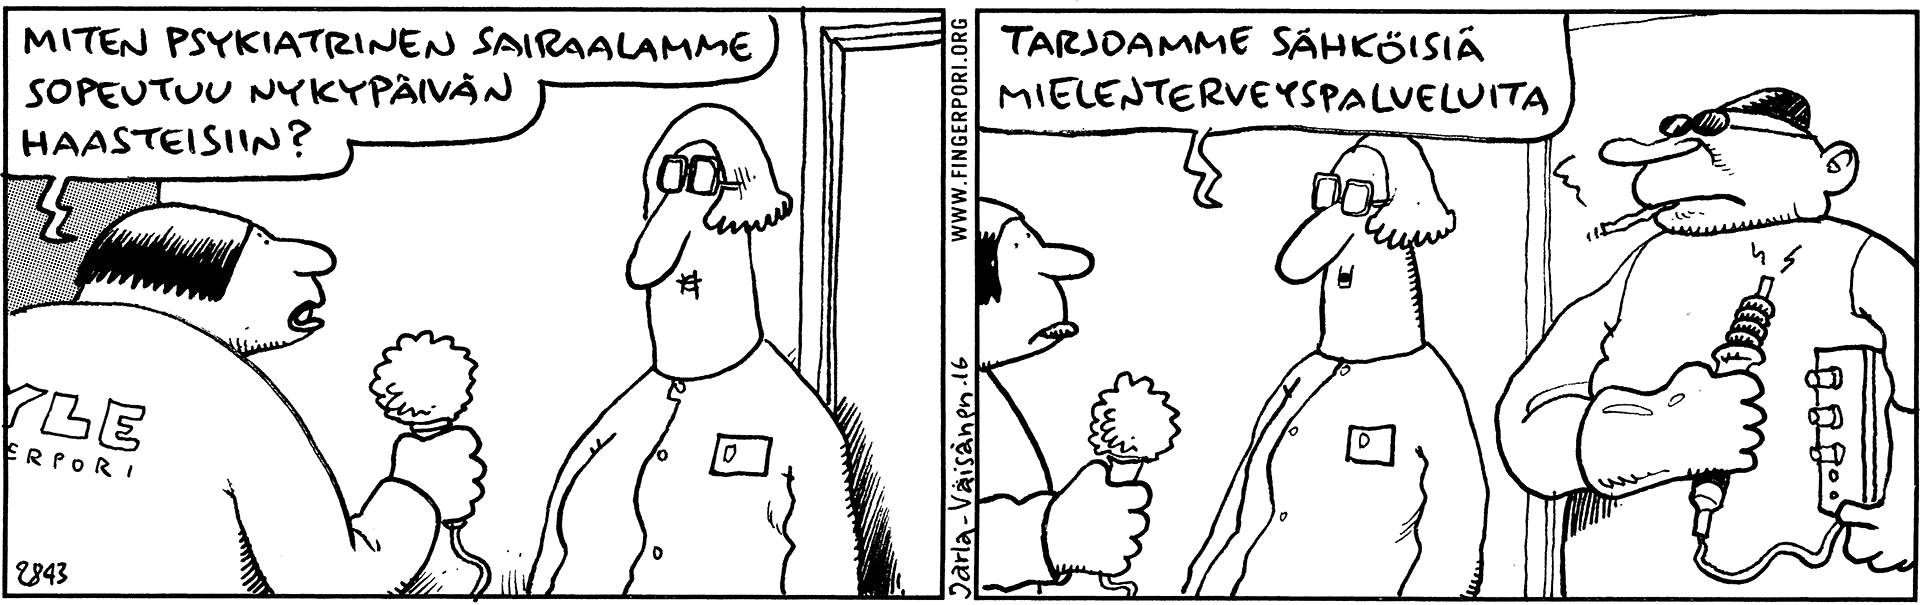 MITEN PSYKIATRINEN SAIRAALAMME
SOPEUTUU NYKYPÄIVÄN
HAASTEISIIN?
YLE
ERPORI
2843
WWW.FINGERPORI.ORG
Jarla-Väisänen.16
TARJOAMME SÄHKÖISIÄ
MIELENTERVEYSPALVELUITA